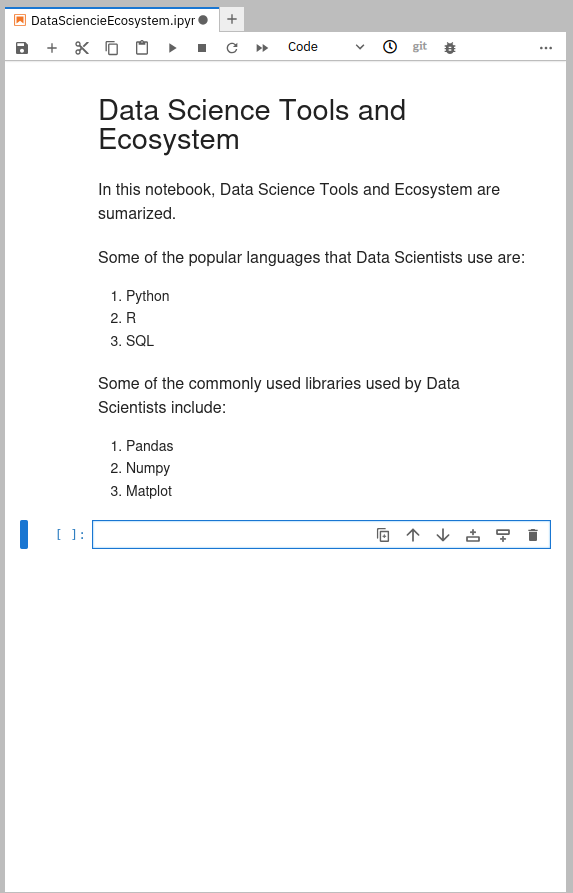 DataSciencieEcosystem.ipyr
Code
git
Data Science Tools and
Ecosystem
In this notebook, Data Science Tools and Ecosystem are
sumarized.
Some of the popular languages that Data Scientists use are:
1. Python
2. R
3. SQL
Some of the commonly used libraries used by Data
Scientists include:
1. Pandas
2. Numpy
3. Matplot
[ ]: